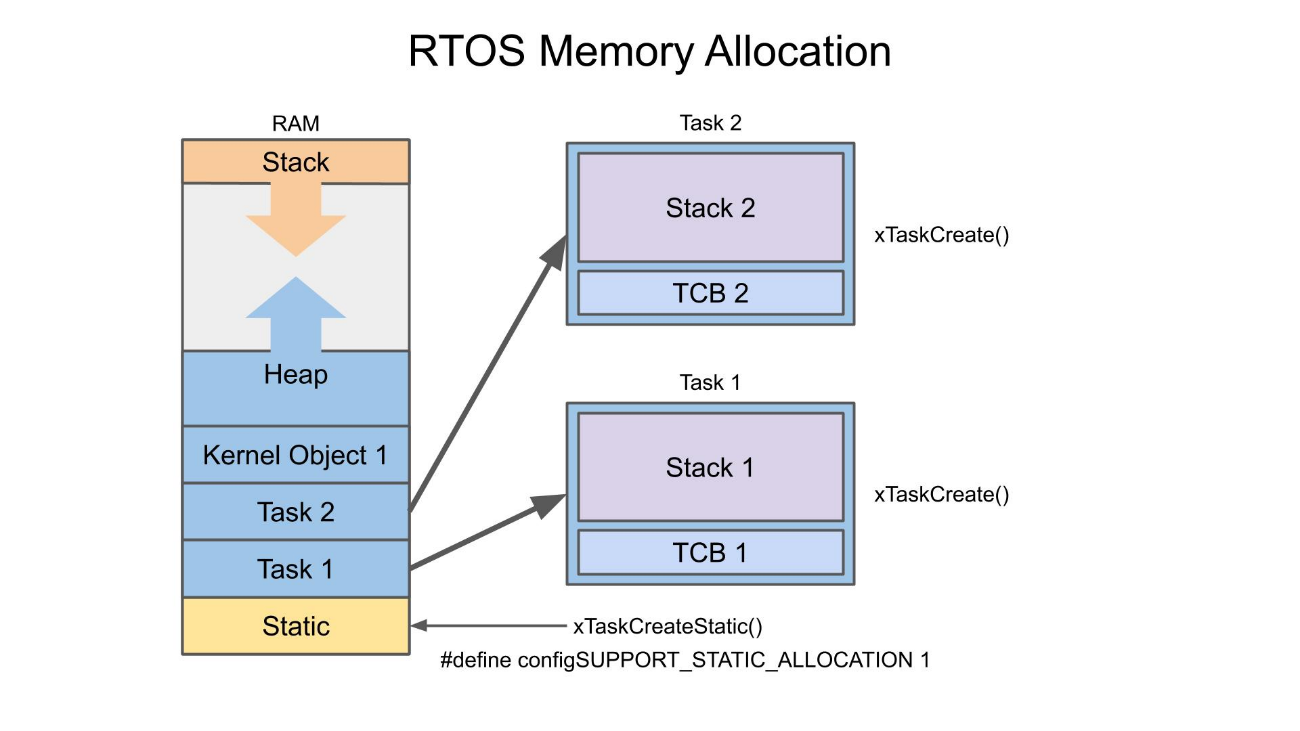 RTOS Memory Allocation
RAM
Stack
Heap
Kernel Object 1
Task 2
Task 1
Static
Task 2
Stack 2
TCB 2
xTaskCreate()
Task 1
Stack 1
TCB 1
xTaskCreate()
xTaskCreateStatic()
#define configSUPPORT_STATIC_ALLOCATION 1